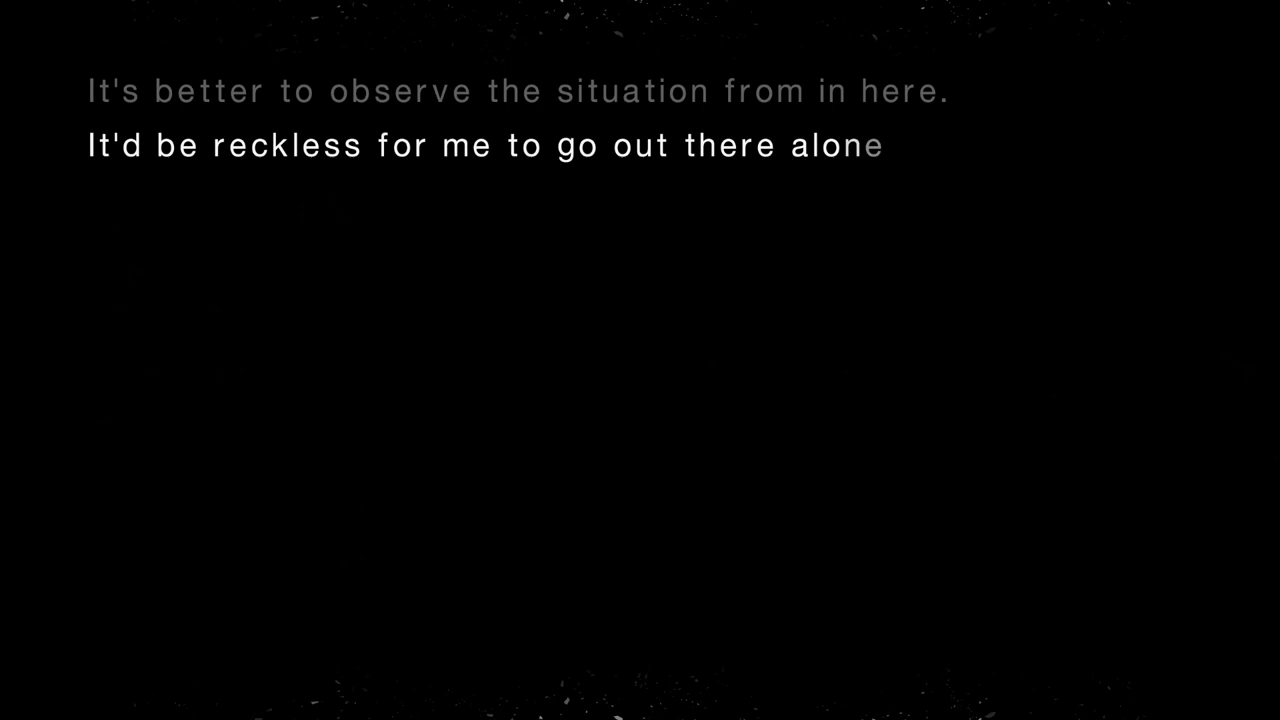 It's better to observe the situation from in here.
It'd be reckless for me to go out there alone